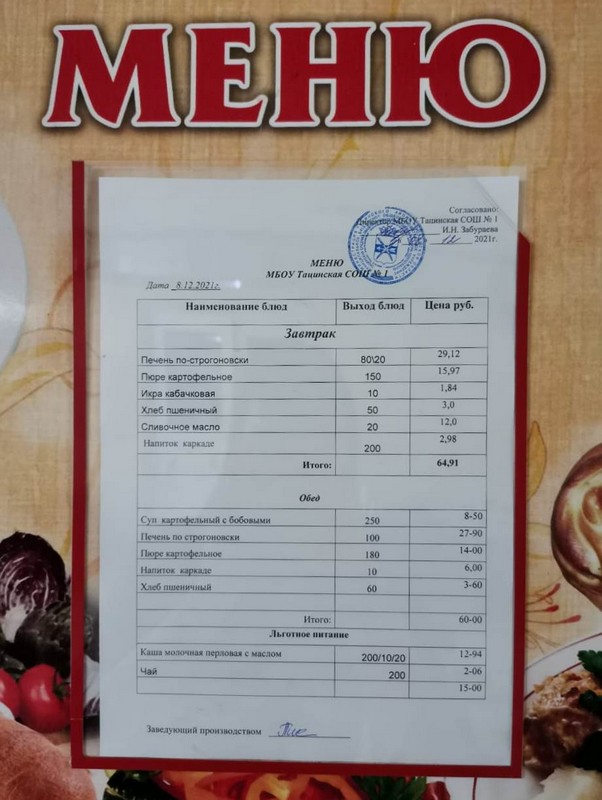 МЕНЮ
Согласовано
Директор МБОУ Тацинская СОШ № 1
И.Н. Забураева
12 2021г.
МЕНЮ
МБОУ Тацинская СОШ № 1
Дата 8.12.2021г.
Наименование блюд Выход блюд Цена руб.
Завтрак
Печень по-строгоновски 80\20 29,12
Пюре картофельное 150 15,97
Икра кабачковая 10 1,84
Хлеб пшеничный 50 3,0
Сливочное масло 20 12,0
Напиток каркаде 200 2,98
Итого: 64,91
Обед
Суп картофельный с бобовыми 250 8-50
Печень по строгоновски 100 27-90
Пюре картофельное 180 14-00
Напиток каркаде 10 6,00
Хлеб пшеничный 60 3-60
Итого: 60-00
Льготное питание
Каша молочная перловая с маслом 200/10/20 12-94
Чай 200 2-06
15-00
Заведующий производством